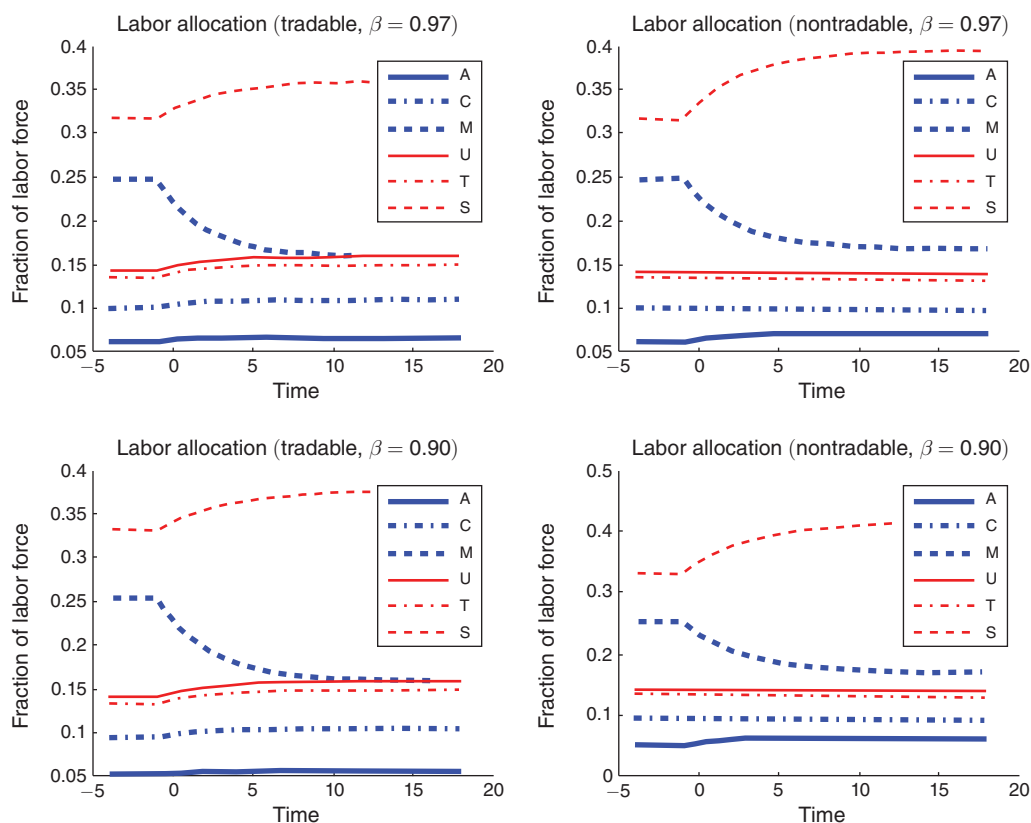 Labor allocation (tradable, β = 0.97)
Fraction of labor force
0.4
0.35
0.3
0.25
0.2
0.15
0.1
0.05
−5 0 5 10 15 20
Time
A
C
M
U
T
S
Labor allocation (nontradable, β = 0.97)
Fraction of labor force
0.4
0.35
0.3
0.25
0.2
0.15
0.1
0.05
−5 0 5 10 15 20
Time
A
C
M
U
T
S
Labor allocation (tradable, β = 0.90)
Fraction of labor force
0.4
0.35
0.3
0.25
0.2
0.15
0.1
0.05
−5 0 5 10 15 20
Time
A
C
M
U
T
S
Labor allocation (nontradable, β = 0.90)
Fraction of labor force
0.5
0.4
0.3
0.2
0.1
0
−5 0 5 10 15 20
Time
A
C
M
U
T
S